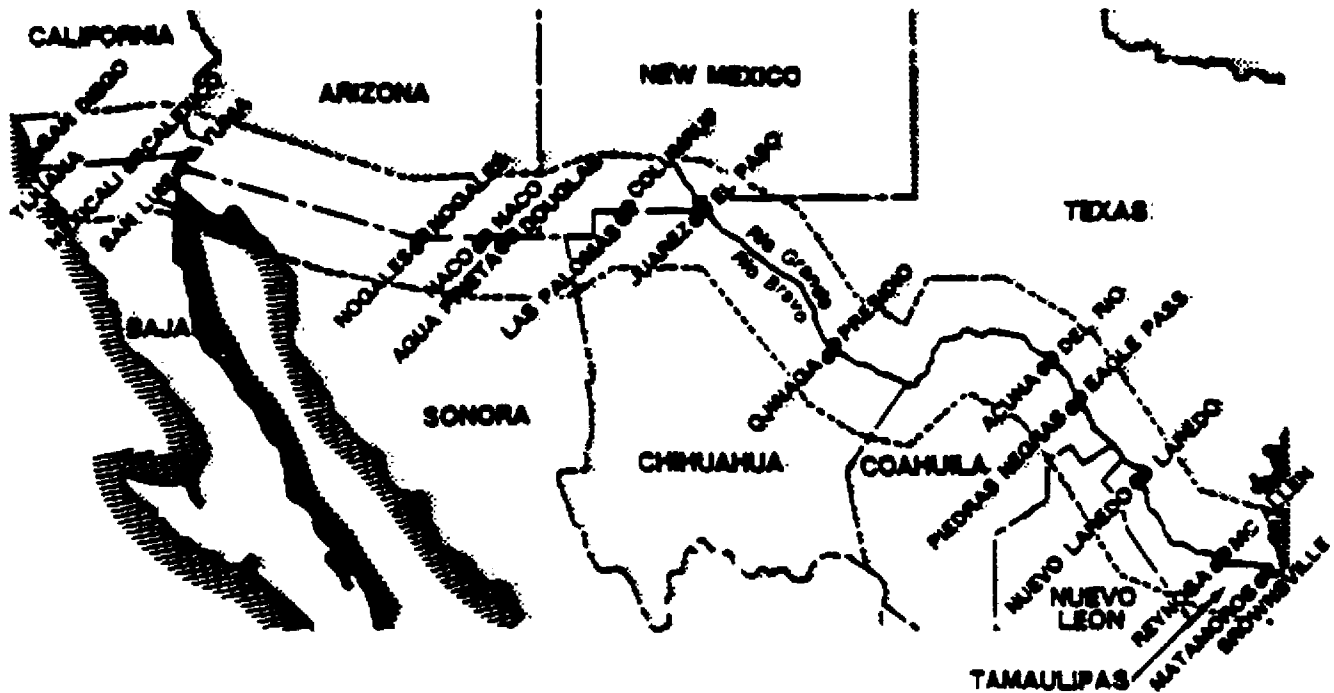 CALIFORNIA
ARIZONA
NEW MEXICO
TEXAS
SAN DIEGO
TIJUANA
CALEXICO
MEXICALI
YUMA
SAN LUIS
NOGALES
NOGALES
NACO
NACO
DOUGLAS
AGUA PRIETA
COLUMBUS
LAS PALOMAS
EL PASO
JUAREZ
Rio Grande
Rio Bravo
PRESIDIO
OJINAGA
DEL RIO
ACUNA
EAGLE PASS
PIEDRAS NEGRAS
LAREDO
NUEVO LAREDO
MC ALLEN
REYNOSA
BROWNSVILLE
MATAMOROS
BAJA
SONORA
CHIHUAHUA
COAHUILA
NUEVO
LEON
TAMAULIPAS